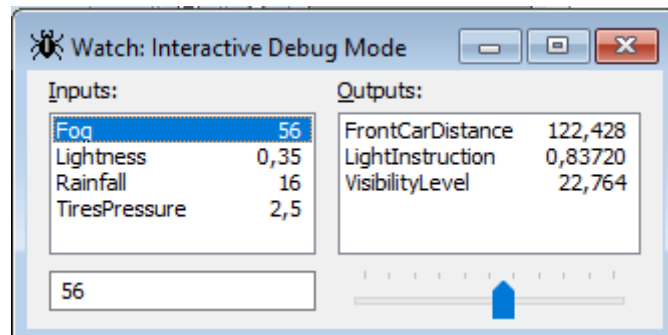 Watch: Interactive Debug Mode
Inputs:
Fog 56
Lightness 0,35
Rainfall 16
TiresPressure 2,5
56
Outputs:
FrontCarDistance 122,428
LightInstruction 0,83720
VisibilityLevel 22,764